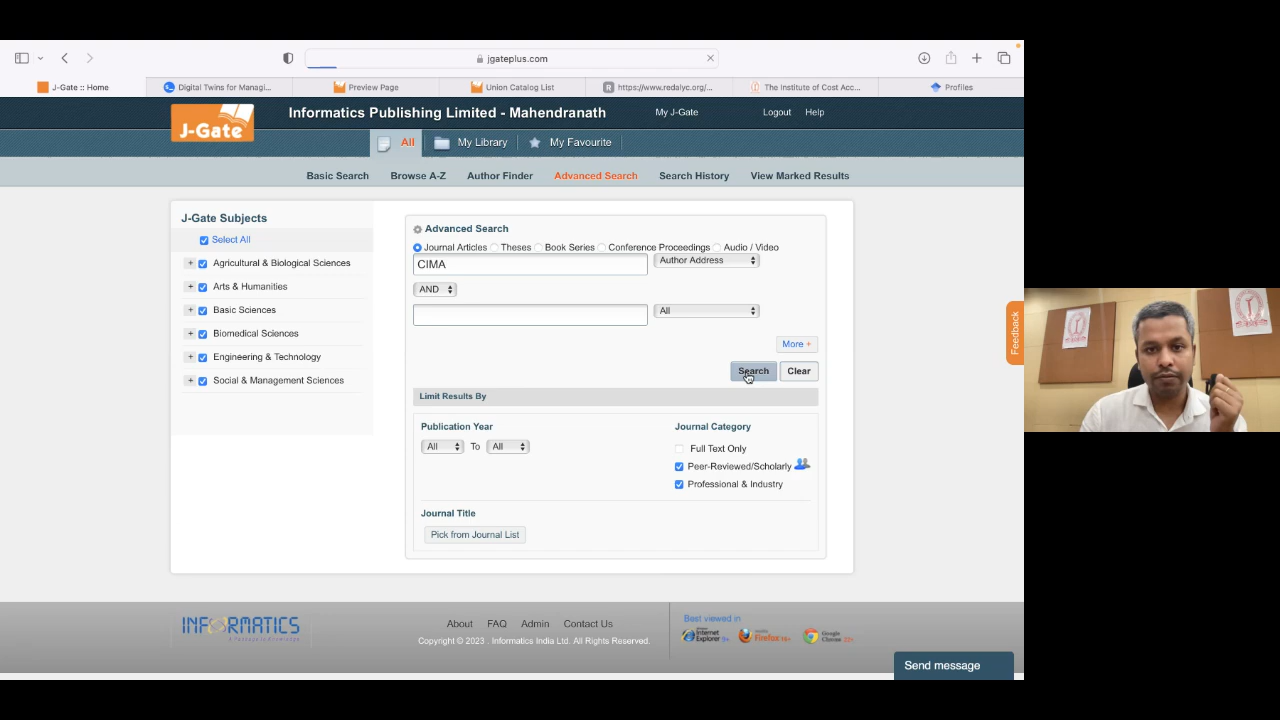 jgateplus.com
J-Gate :: Home
Digital Twins for Managi...
Preview Page
Union Catalog List
https://www.redalyc.org/...
The Institute of Cost Acc...
Profiles
J-Gate
Informatics Publishing Limited - Mahendranath
My J-Gate
Logout
Help
All
My Library
My Favourite
Basic Search
Browse A-Z
Author Finder
Advanced Search
Search History
View Marked Results
J-Gate Subjects
Select All
Agricultural & Biological Sciences
Arts & Humanities
Basic Sciences
Biomedical Sciences
Engineering & Technology
Social & Management Sciences
Advanced Search
Journal Articles
Theses
Book Series
Conference Proceedings
Audio / Video
CIMA
Author Address
AND
All
More +
Search
Clear
Limit Results By
Publication Year
All To All
Journal Category
Full Text Only
Peer-Reviewed/Scholarly
Professional & Industry
Journal Title
Pick from Journal List
Feedback
INFORMATICS
About
FAQ
Admin
Contact Us
Copyright © 2023 . Informatics India Ltd. All Rights Reserved.
Best viewed in
Internet Explorer
Firefox
Google Chrome
Send message